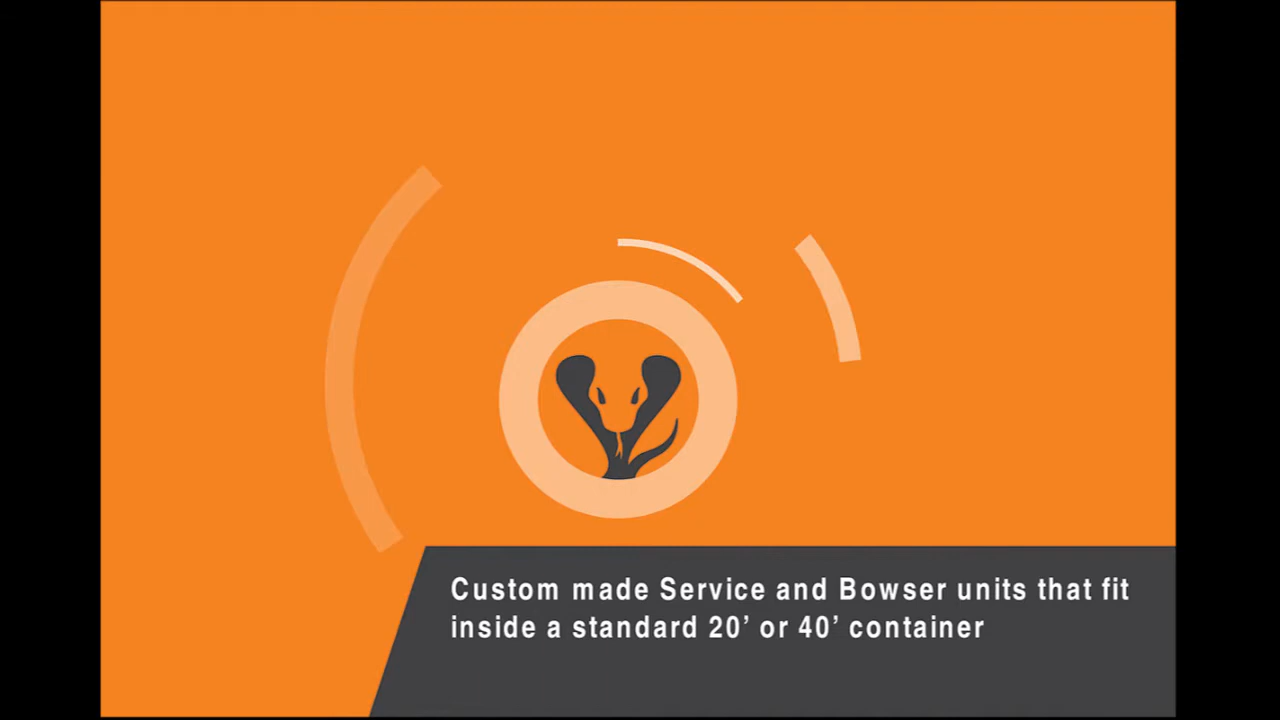 Custom made Service and Bowser units that fit
inside a standard 20’ or 40’ container